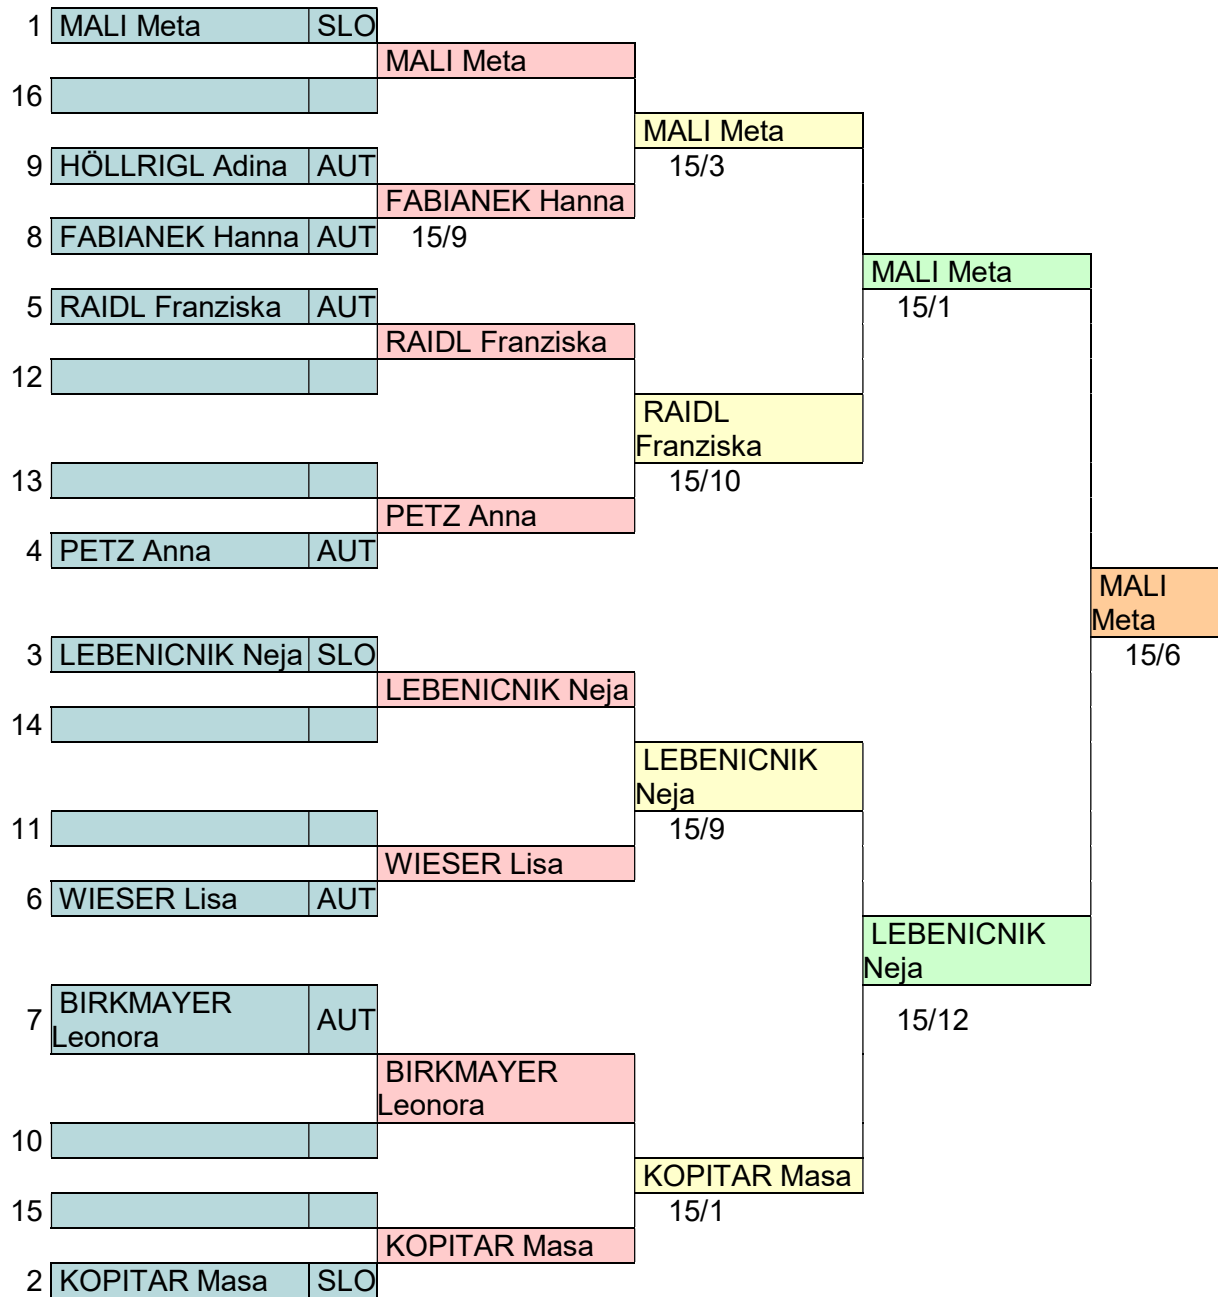 1 MALI Meta SLO
MALI Meta
16
MALI Meta
9 HÖLLRIGL Adina AUT 15/3
FABIANEK Hanna
8 FABIANEK Hanna AUT 15/9
MALI Meta
5 RAIDL Franziska AUT 15/1
RAIDL Franziska
12
RAIDL
Franziska
13 15/10
PETZ Anna
4 PETZ Anna AUT
MALI
Meta
3 LEBENICNIK Neja SLO 15/6
LEBENICNIK Neja
14
LEBENICNIK
Neja
11 15/9
WIESER Lisa
6 WIESER Lisa AUT
LEBENICNIK
Neja
7 BIRKMAYER Leonora AUT 15/12
BIRKMAYER
Leonora
10
KOPITAR Masa
15 15/1
KOPITAR Masa
2 KOPITAR Masa SLO